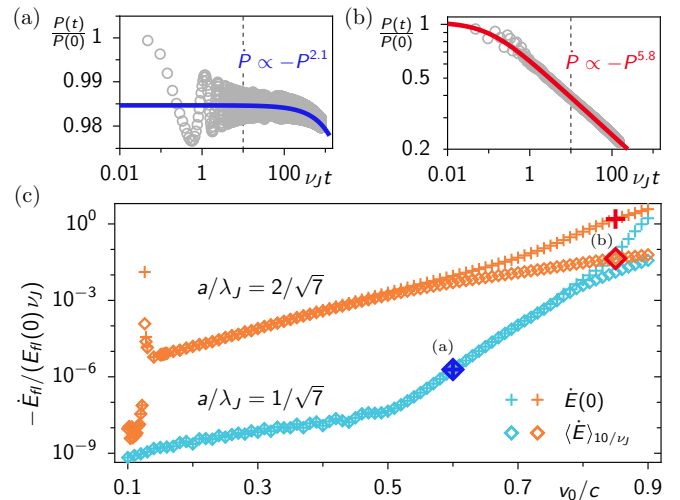 (a)
P(t)/P(0)
1
0.985
0.98
Ṗ ∝ −P^2.1
0.01
1
100
ν_J t
(b)
P(t)/P(0)
1
0.5
0.2
Ṗ ∝ −P^5.8
0.01
1
100
ν_J t
(c)
− Ė_fl/(E_fl(0) ν_J)
10^0
10^−3
10^−6
10^−9
a/λ_J = 2/√7
a/λ_J = 1/√7
(a)
(b)
Ė(0)
⟨Ė⟩_10/ν_J
0.1
0.3
0.5
0.7
0.9
v_0/c